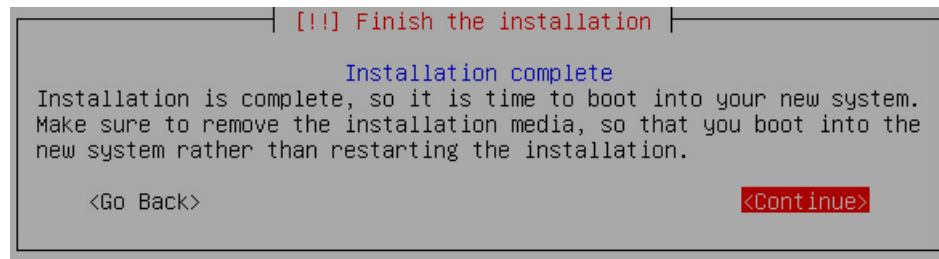 [!!] Finish the installation
Installation complete
Installation is complete, so it is time to boot into your new system.
Make sure to remove the installation media, so that you boot into the
new system rather than restarting the installation.
<Go Back> <Continue>